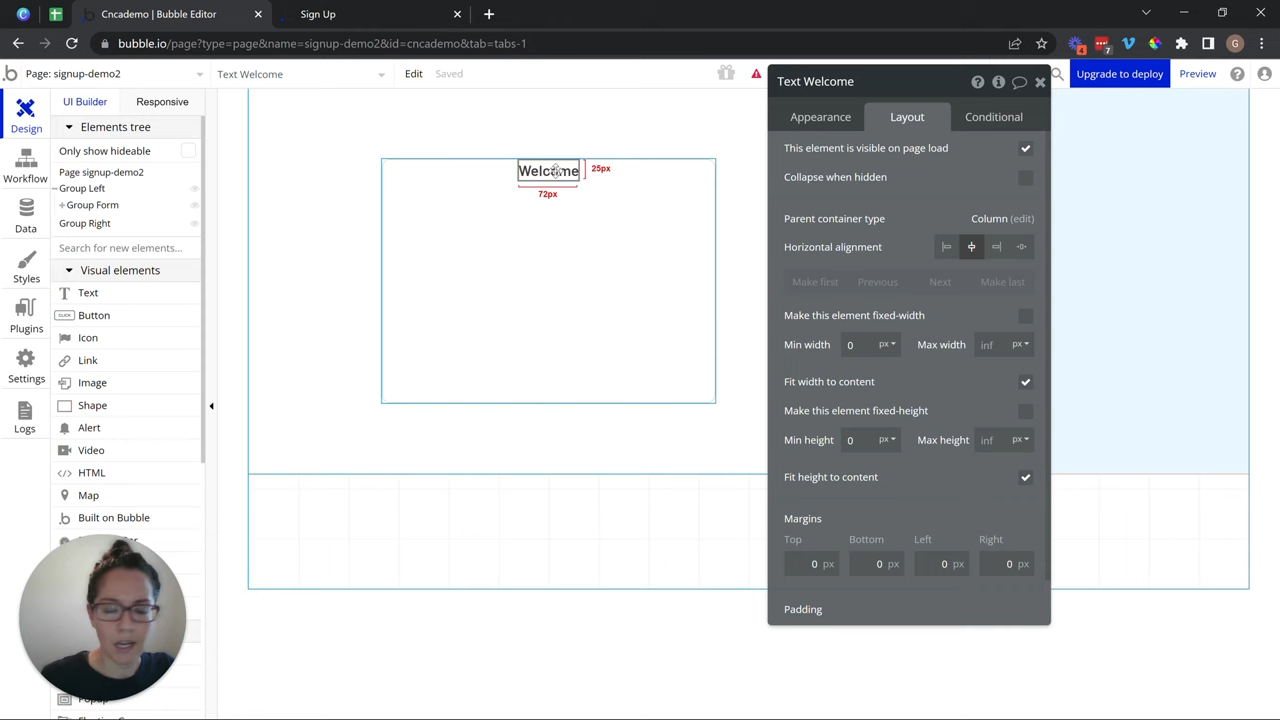 Cncademo | Bubble Editor
Sign Up
bubble.io/page?type=page&name=signup-demo2&id=cncademo&tab=tabs-1
4
7
G
Page: signup-demo2
Text Welcome
Edit
Saved
Upgrade to deploy
Preview
Design
Workflow
Data
Styles
Plugins
Settings
Logs
UI Builder
Responsive
Elements tree
Only show hideable
Page signup-demo2
Group Left
Group Form
Group Right
Search for new elements...
Visual elements
Text
CLICK
Button
Icon
Link
Image
Shape
Alert
Video
HTML
Map
Built on Bubble
Welcome
25px
72px
Text Welcome
Appearance
Layout
Conditional
This element is visible on page load
Collapse when hidden
Parent container type
Column (edit)
Horizontal alignment
Make first
Previous
Next
Make last
Make this element fixed-width
Min width
0
px
Max width
inf
px
Fit width to content
Make this element fixed-height
Min height
0
px
Max height
inf
px
Fit height to content
Margins
Top
Bottom
Left
Right
0 px
0 px
0 px
0 px
Padding